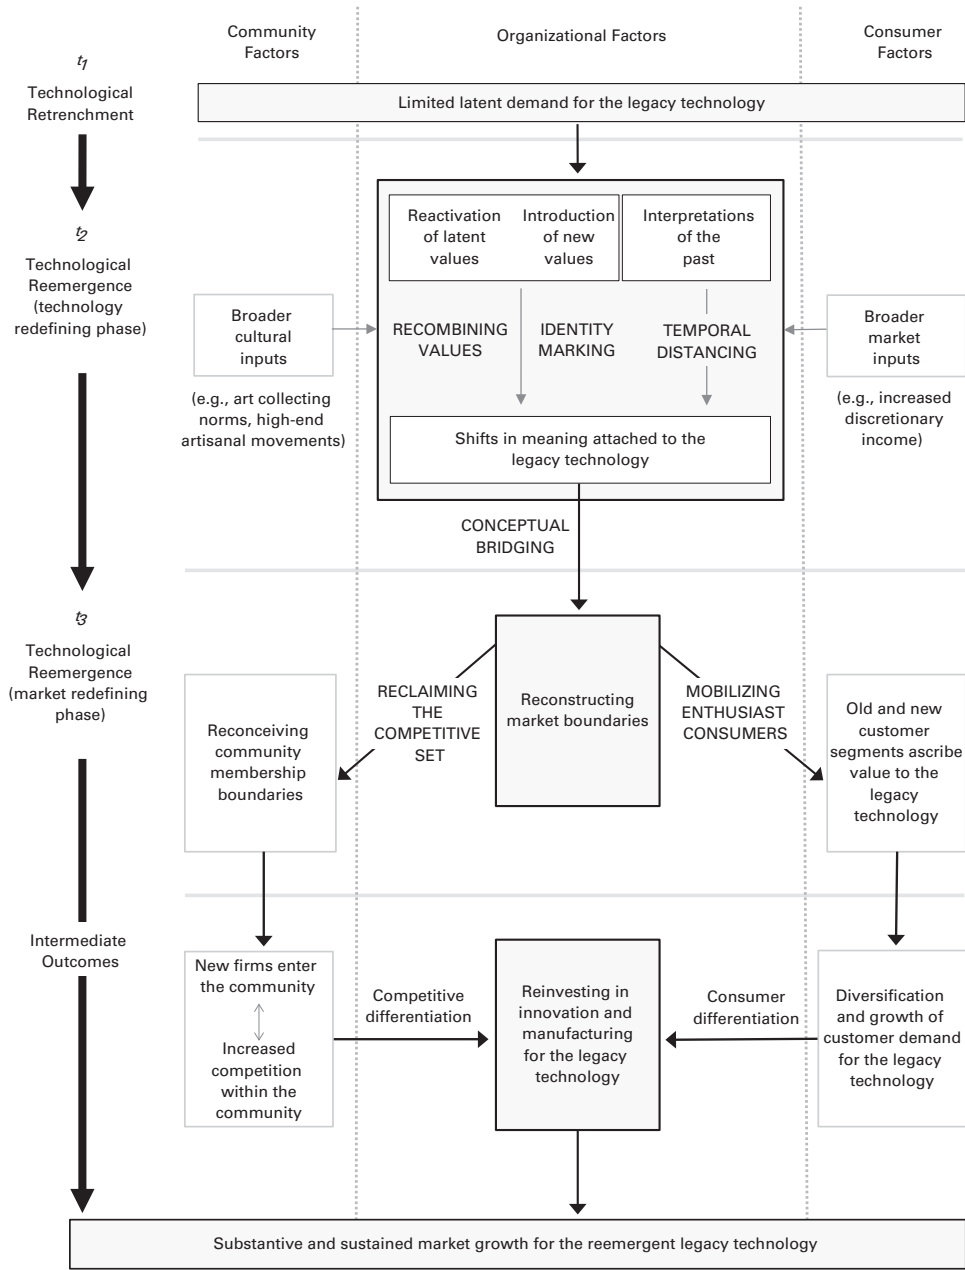 Community
Factors
Organizational Factors
Consumer
Factors
t1
Technological
Retrenchment
Limited latent demand for the legacy technology
t2
Technological
Reemergence
(technology
redefining phase)
Reactivation
of latent
values
Introduction
of new
values
Interpretations
of the
past
Broader
cultural
inputs
RECOMBINING
VALUES
IDENTITY
MARKING
TEMPORAL
DISTANCING
Broader
market
inputs
(e.g., art collecting
norms, high-end
artisanal movements)
(e.g., increased
discretionary
income)
Shifts in meaning attached to the
legacy technology
CONCEPTUAL
BRIDGING
t3
Technological
Reemergence
(market redefining
phase)
Reconceiving
community
membership
boundaries
RECLAIMING
THE
COMPETITIVE
SET
Reconstructing
market boundaries
MOBILIZING
ENTHUSIAST
CONSUMERS
Old and new
customer
segments ascribe
value to the
legacy
technology
Intermediate
Outcomes
New firms enter
the community
Increased
competition
within the
community
Competitive
differentiation
Reinvesting in
innovation and
manufacturing
for the legacy
technology
Consumer
differentiation
Diversification
and growth of
customer demand
for the legacy
technology
Substantive and sustained market growth for the reemergent legacy technology